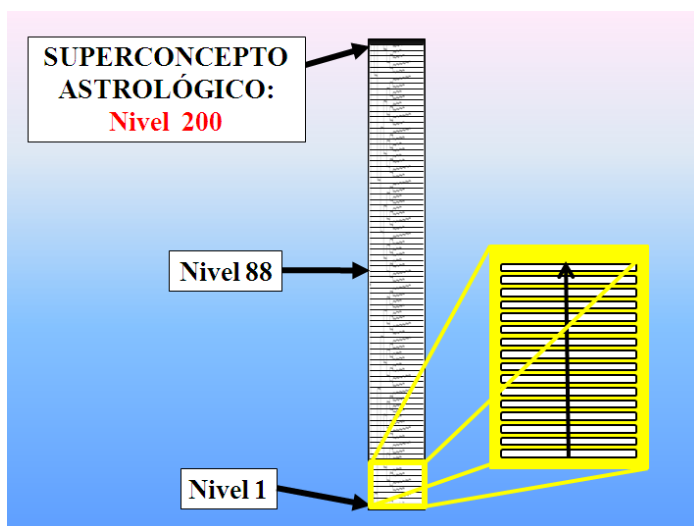 SUPERCONCEPTO
ASTROLÓGICO:
Nivel 200
Nivel 88
Nivel 1